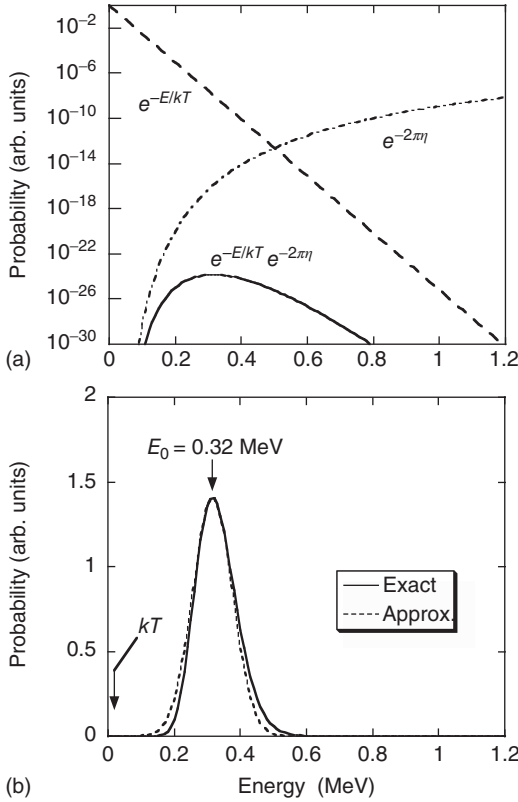 10⁻²
10⁻⁶
10⁻¹⁰
10⁻¹⁴
10⁻¹⁸
10⁻²²
10⁻²⁶
10⁻³⁰
Probability (arb. units)
e^{−E/kT}
e^{−2πη}
e^{−E/kT} e^{−2πη}
0 0.2 0.4 0.6 0.8 1 1.2
(a)
2
1.5
1
0.5
0
Probability (arb. units)
E₀ = 0.32 MeV
kT
Exact
Approx.
0 0.2 0.4 0.6 0.8 1 1.2
(b)
Energy (MeV)